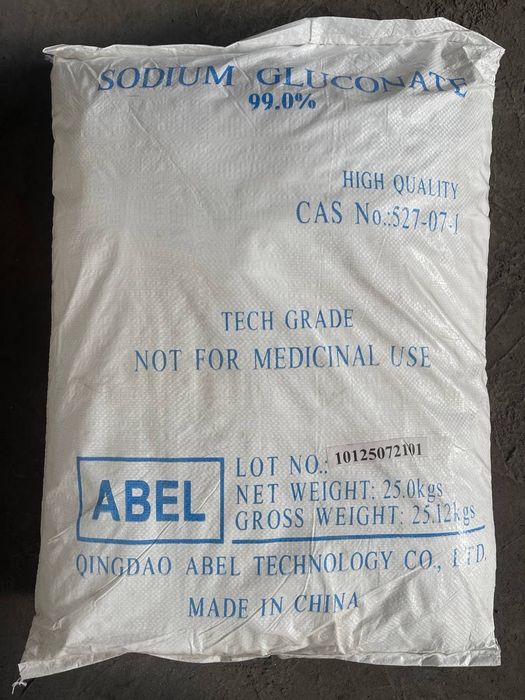 SODIUM GLUCONATE
99.0%
HIGH QUALITY
CAS No.:527-07-1
TECH GRADE
NOT FOR MEDICINAL USE
ABEL
LOT NO.: 10125072101
NET WEIGHT: 25.0kgs
GROSS WEIGHT: 25.12kgs
QINGDAO ABEL TECHNOLOGY CO., LTD.
MADE IN CHINA